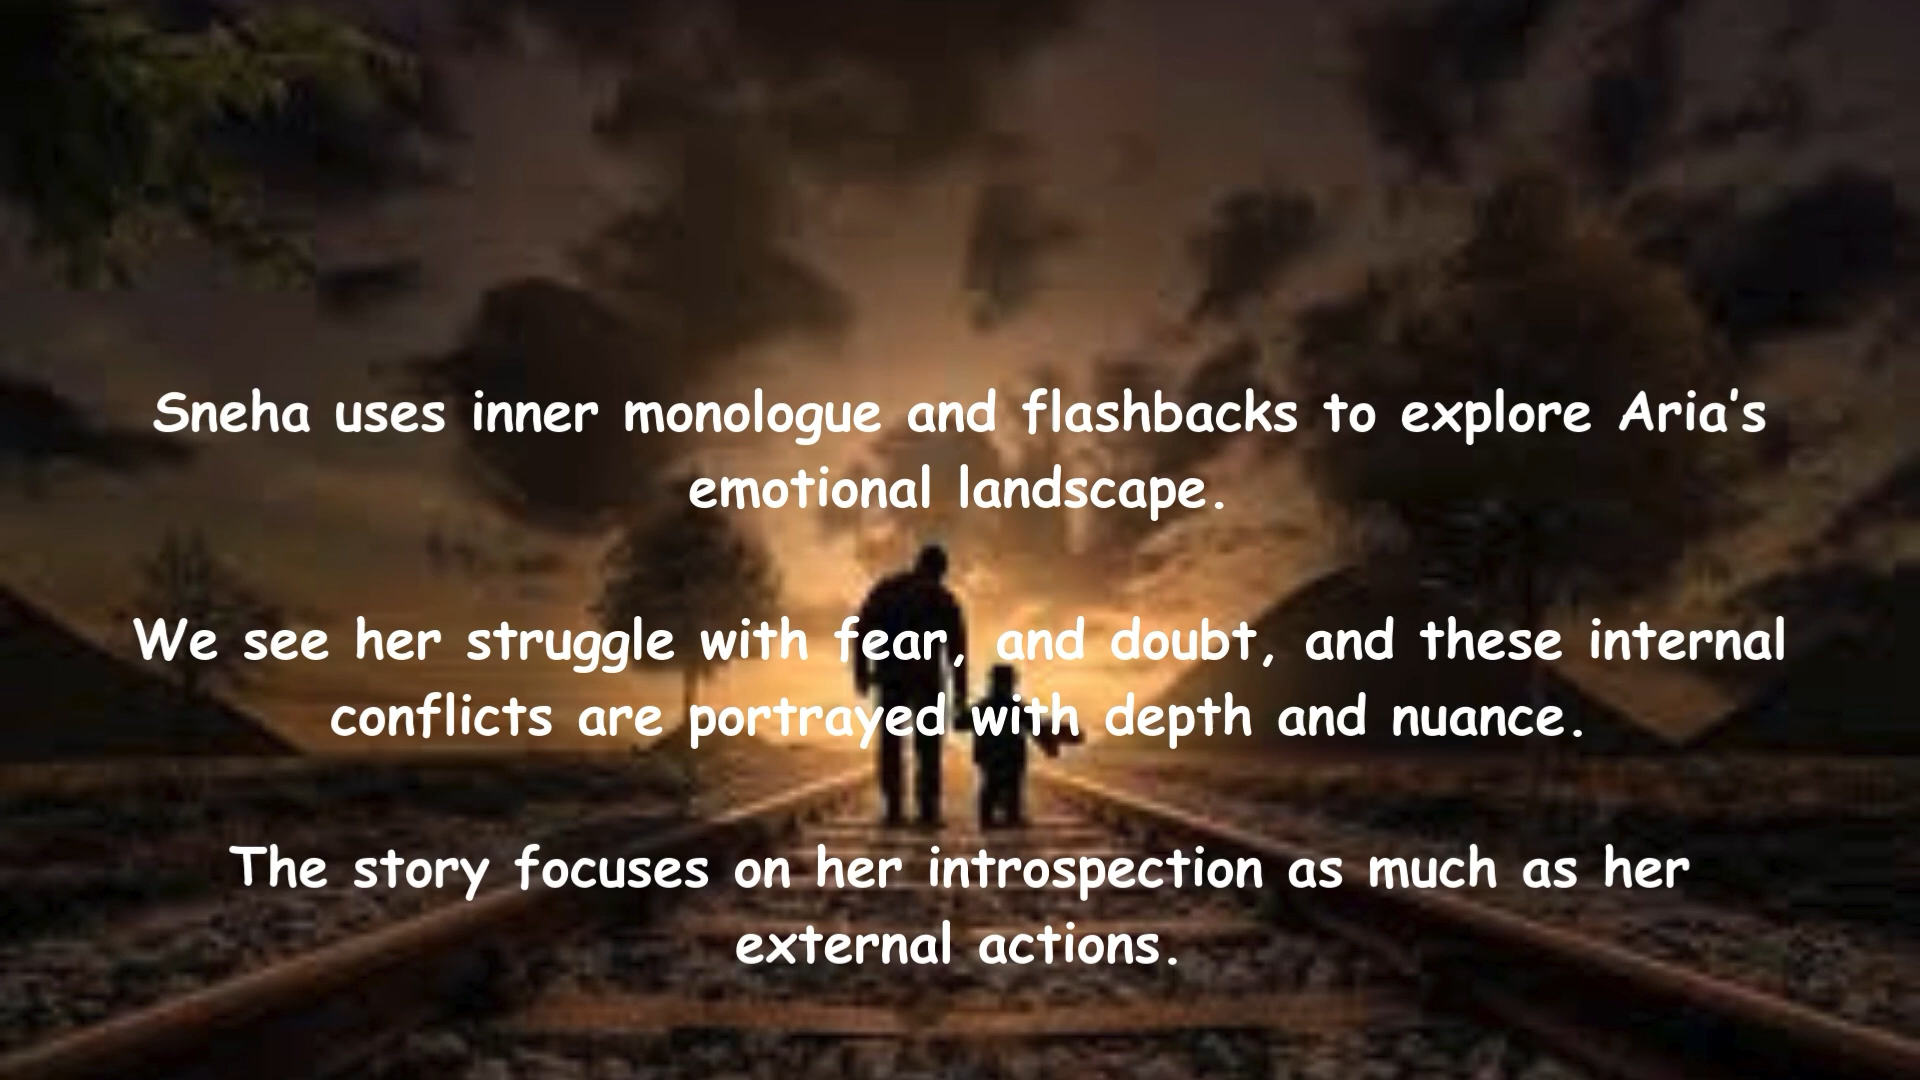 Sneha uses inner monologue and flashbacks to explore Aria’s
emotional landscape.
We see her struggle with fear, and doubt, and these internal
conflicts are portrayed with depth and nuance.
The story focuses on her introspection as much as her
external actions.